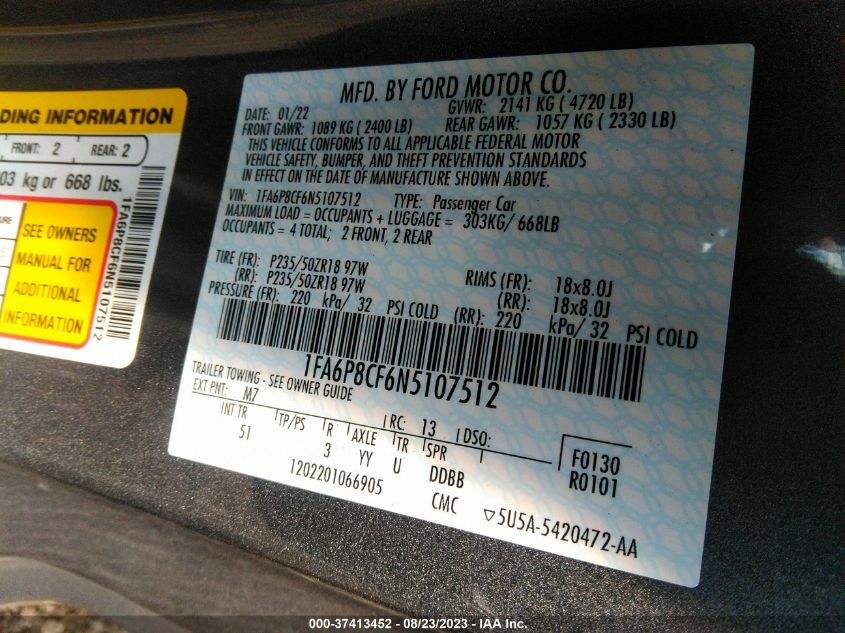 DING INFORMATION
FRONT: 2 REAR: 2
03 kg or 668 lbs.
SEE OWNERS
MANUAL FOR
ADDITIONAL
INFORMATION
1FA6P8CF6N5107512
MFD. BY FORD MOTOR CO.
DATE: 01/22 GVWR: 2141 KG ( 4720 LB)
FRONT GAWR: 1089 KG ( 2400 LB) REAR GAWR: 1057 KG ( 2330 LB)
THIS VEHICLE CONFORMS TO ALL APPLICABLE FEDERAL MOTOR
VEHICLE SAFETY, BUMPER, AND THEFT PREVENTION STANDARDS
IN EFFECT ON THE DATE OF MANUFACTURE SHOWN ABOVE.
VIN: 1FA6P8CF6N5107512 TYPE: Passenger Car
MAXIMUM LOAD = OCCUPANTS + LUGGAGE = 303KG/ 668LB
OCCUPANTS = 4 TOTAL; 2 FRONT, 2 REAR
TIRE (FR): P235/50ZR18 97W RIMS (FR): 18x8.0J
(RR): P235/50ZR18 97W (RR): 18x8.0J
PRESSURE (FR): 220 kPa/ 32 PSI COLD (RR): 220 kPa/ 32 PSI COLD
1FA6P8CF6N5107512
TRAILER TOWING - SEE OWNER GUIDE
EXT PNT: M7 RC: 13 DSO:
INT TR TP/PS R AXLE TR SPR
51 3 YY U DDBB
F0130
R0101
1202201066905 CMC ▽5U5A-5420472-AA
000-37413452 - 08/23/2023 - IAA Inc.